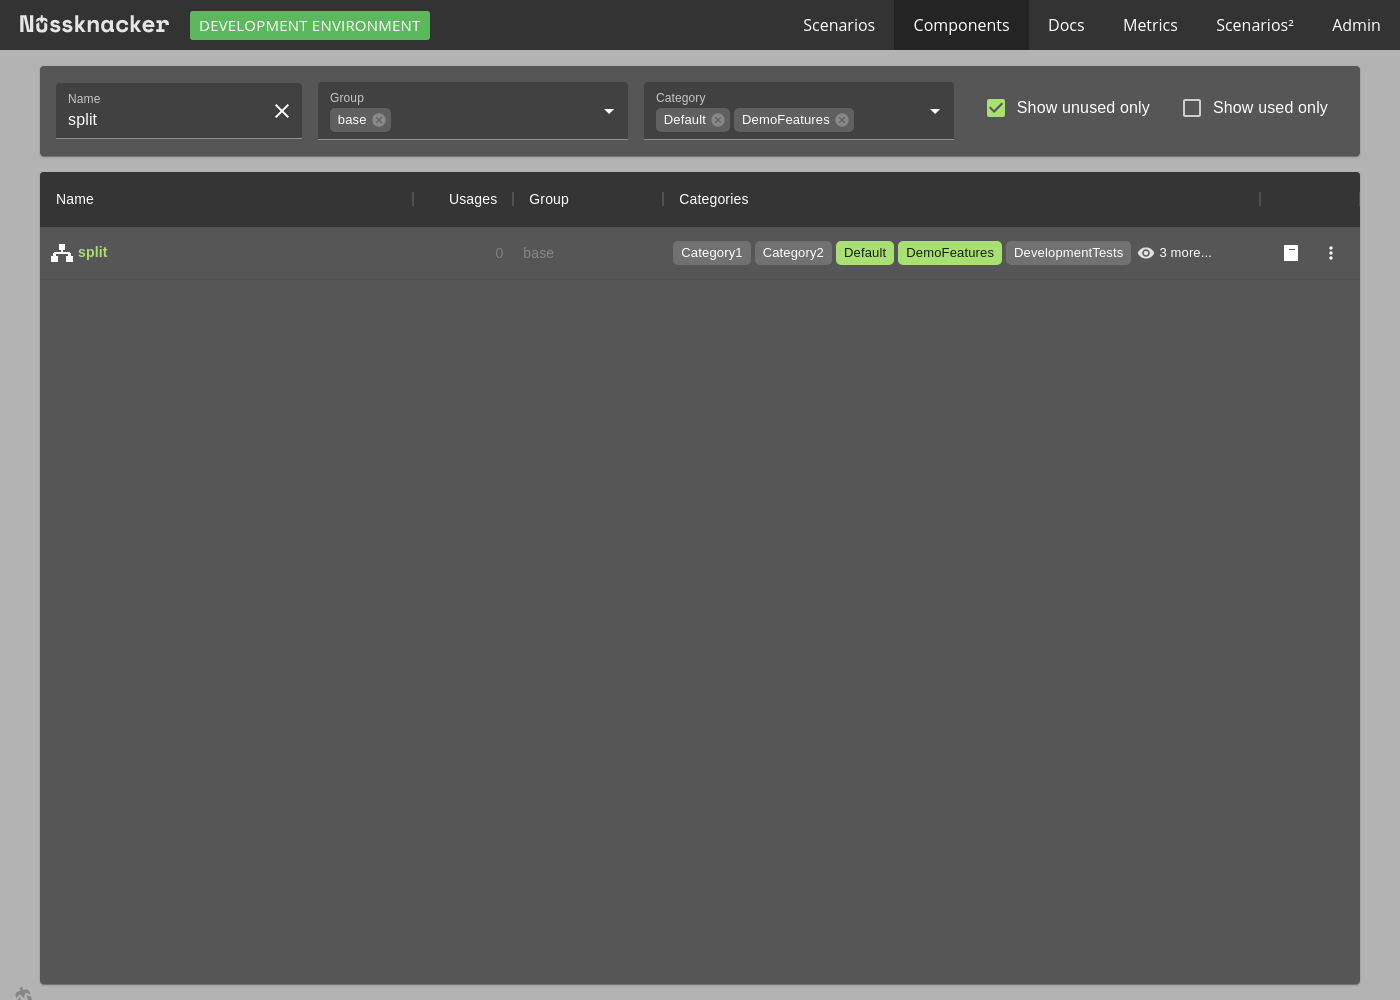 Nussknacker DEVELOPMENT ENVIRONMENT Scenarios Components Docs Metrics Scenarios² Admin
Name
split
Group
base
Category
Default DemoFeatures
Show unused only Show used only
Name Usages Group Categories
split 0 base Category1 Category2 Default DemoFeatures DevelopmentTests 3 more...